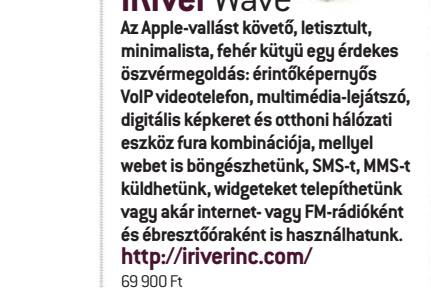 iRiver Wave
Az Apple-vallást követő, letisztult,
minimalista, fehér kütyü egy érdekes
öszvérmegoldás: érintőképernyős
VoIP videotelefon, multimédia-lejátszó,
digitális képkeret és otthoni hálózati
eszköz fura kombinációja, mellyel
webet is böngészhetünk, SMS-t, MMS-t
küldhetünk, widgeteket telepíthetünk
vagy akár internet- vagy FM-rádióként
és ébresztőóraként is használhatunk.
http://iriverinc.com/
69 900 Ft